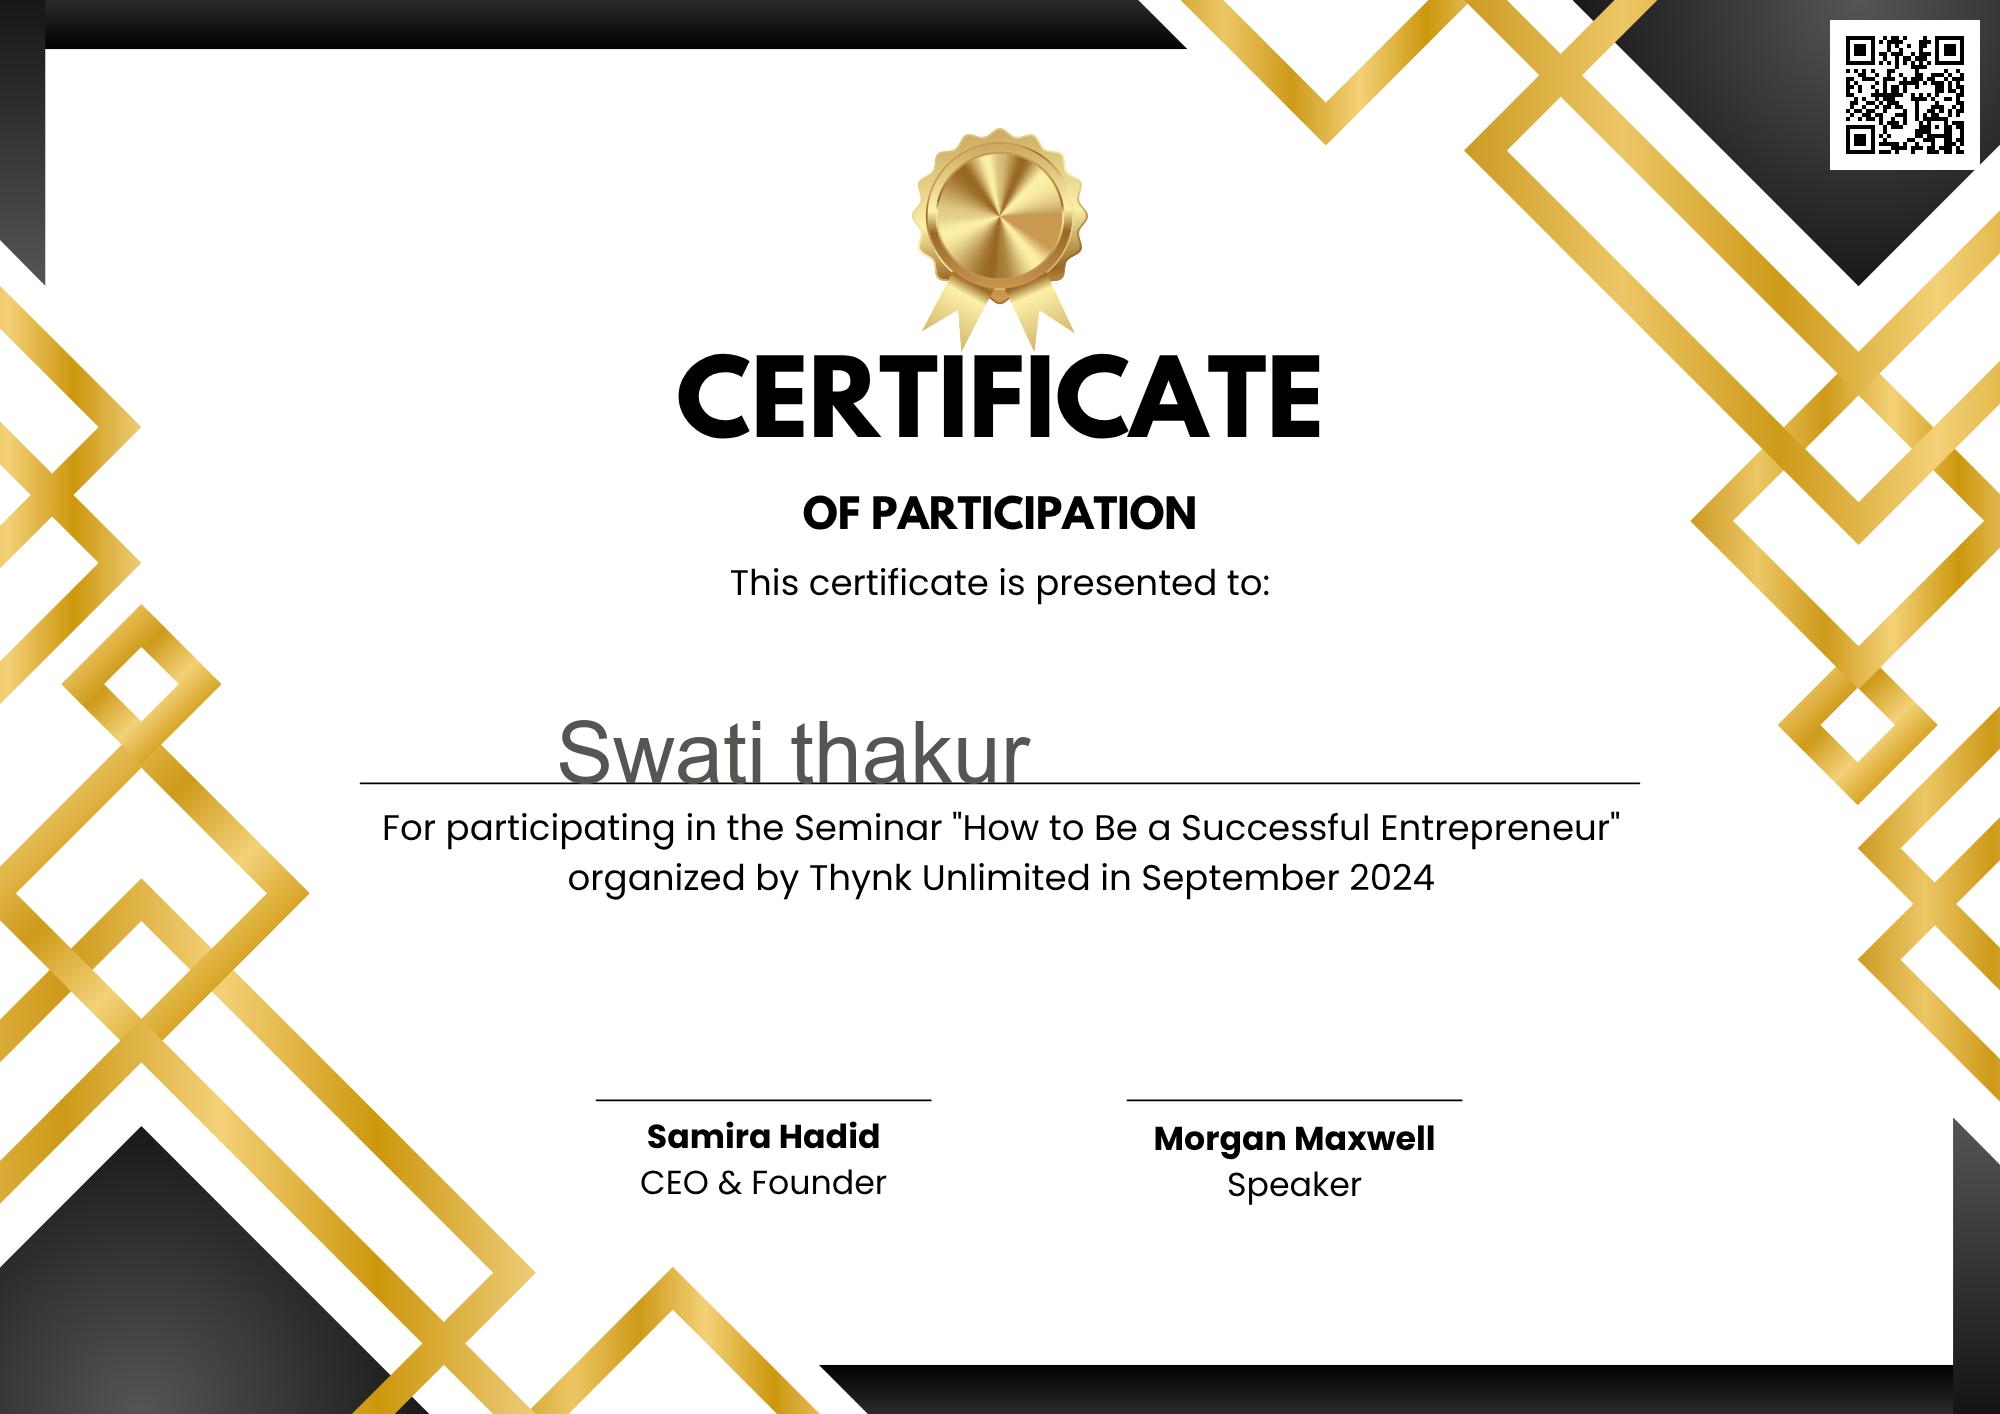 CERTIFICATE
OF PARTICIPATION
This certificate is presented to:
Swati thakur
For participating in the Seminar "How to Be a Successful Entrepreneur"
organized by Thynk Unlimited in September 2024
Samira Hadid
CEO & Founder
Morgan Maxwell
Speaker